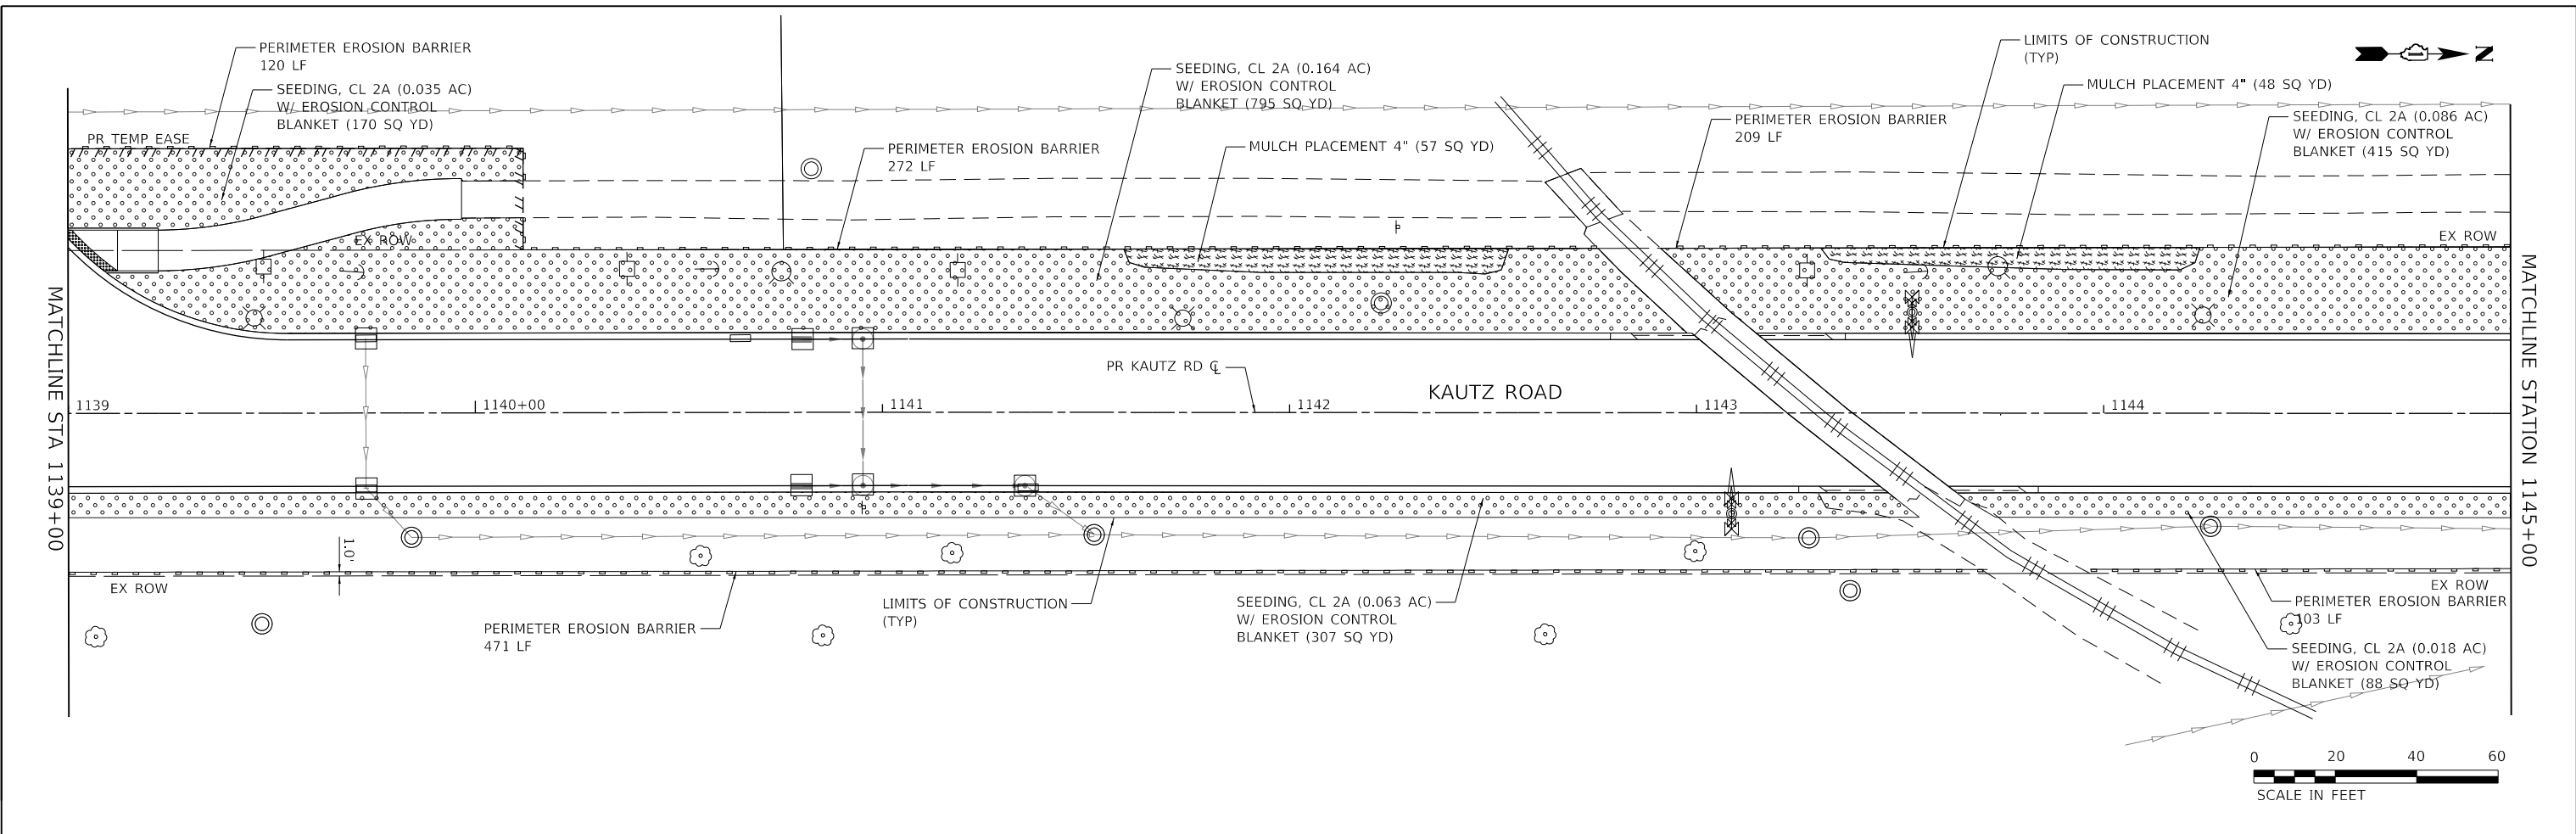 PERIMETER EROSION BARRIER
120 LF
SEEDING, CL 2A (0.035 AC)
W/ EROSION CONTROL
BLANKET (170 SQ YD)
PR TEMP EASE
EX ROW
PERIMETER EROSION BARRIER
272 LF
SEEDING, CL 2A (0.164 AC)
W/ EROSION CONTROL
BLANKET (795 SQ YD)
MULCH PLACEMENT 4" (57 SQ YD)
PERIMETER EROSION BARRIER
209 LF
LIMITS OF CONSTRUCTION
(TYP)
MULCH PLACEMENT 4" (48 SQ YD)
SEEDING, CL 2A (0.086 AC)
W/ EROSION CONTROL
BLANKET (415 SQ YD)
N
EX ROW
MATCHLINE STA 1139+00
PR KAUTZ RD ℄
KAUTZ ROAD
1139
1140+00
1141
1142
1143
1144
MATCHLINE STATION 1145+00
1.0'
EX ROW
PERIMETER EROSION BARRIER
471 LF
LIMITS OF CONSTRUCTION
(TYP)
SEEDING, CL 2A (0.063 AC)
W/ EROSION CONTROL
BLANKET (307 SQ YD)
EX ROW
PERIMETER EROSION BARRIER
103 LF
SEEDING, CL 2A (0.018 AC)
W/ EROSION CONTROL
BLANKET (88 SQ YD)
0 20 40 60
SCALE IN FEET